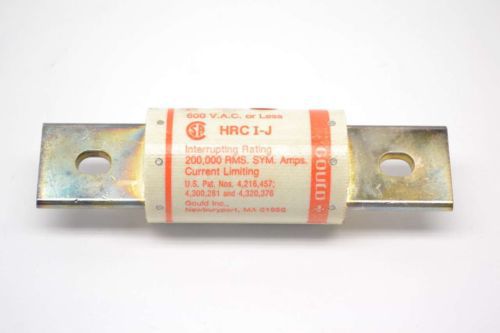 600 V.A.C. or Less
HRC I-J
Interrupting Rating
200,000 RMS. SYM. Amps.
Current Limiting
U.S. Pat. Nos. 4,216,457;
4,300,281 and 4,320,376
Gould Inc.,
Newburyport, MA 01950
GOULD